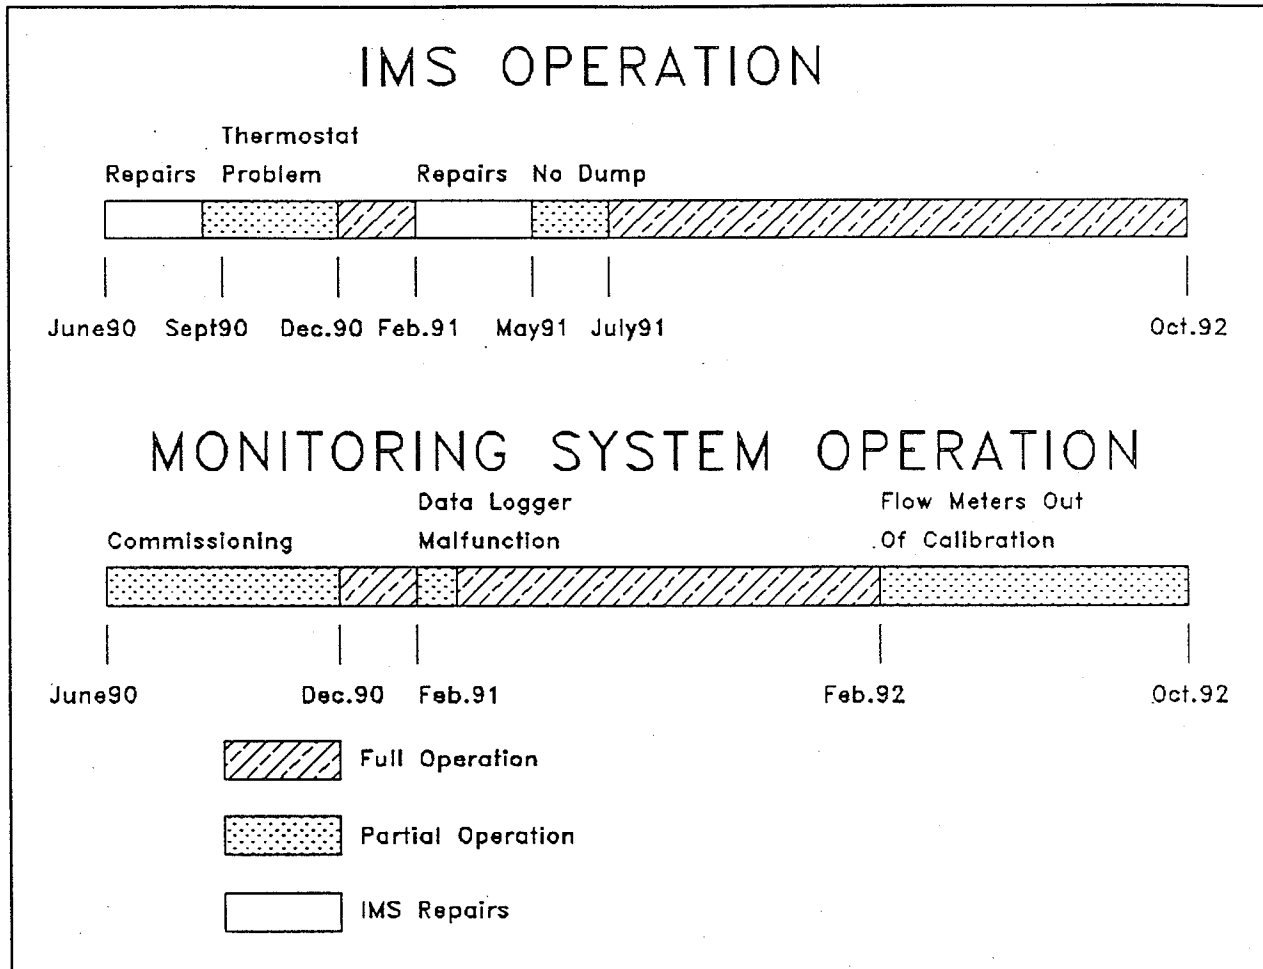 IMS OPERATION
Thermostat
Repairs Problem Repairs No Dump
June90 Sept90 Dec.90 Feb.91 May91 July91 Oct.92
MONITORING SYSTEM OPERATION
Data Logger Flow Meters Out
Commissioning Malfunction Of Calibration
June90 Dec.90 Feb.91 Feb.92 Oct.92
Full Operation
Partial Operation
IMS Repairs